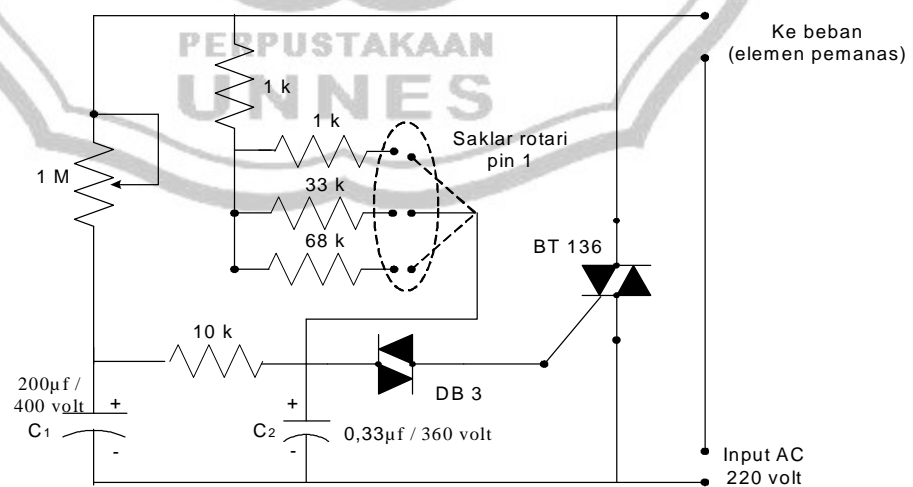 PERPUSTAKAAN
UNNES
Ke beban
(elemen pemanas)
1 k
1 k
Saklar rotari
pin 1
1 M
33 k
68 k
BT 136
10 k
DB 3
200µf /
400 volt
+
C1
-
+
C2
-
0,33µf / 360 volt
Input AC
220 volt